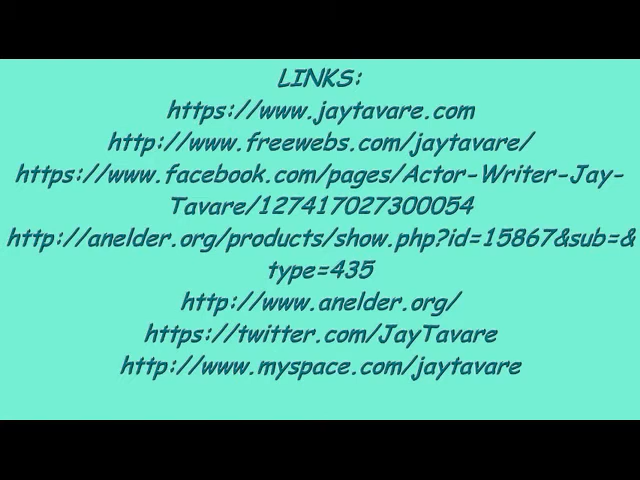 LINKS:
https://www.jaytavare.com
http://www.freewebs.com/jaytavare/
https://www.facebook.com/pages/Actor-Writer-Jay-
Tavare/127417027300054
http://anelder.org/products/show.php?id=15867&sub=&
type=435
http://www.anelder.org/
https://twitter.com/JayTavare
http://www.myspace.com/jaytavare